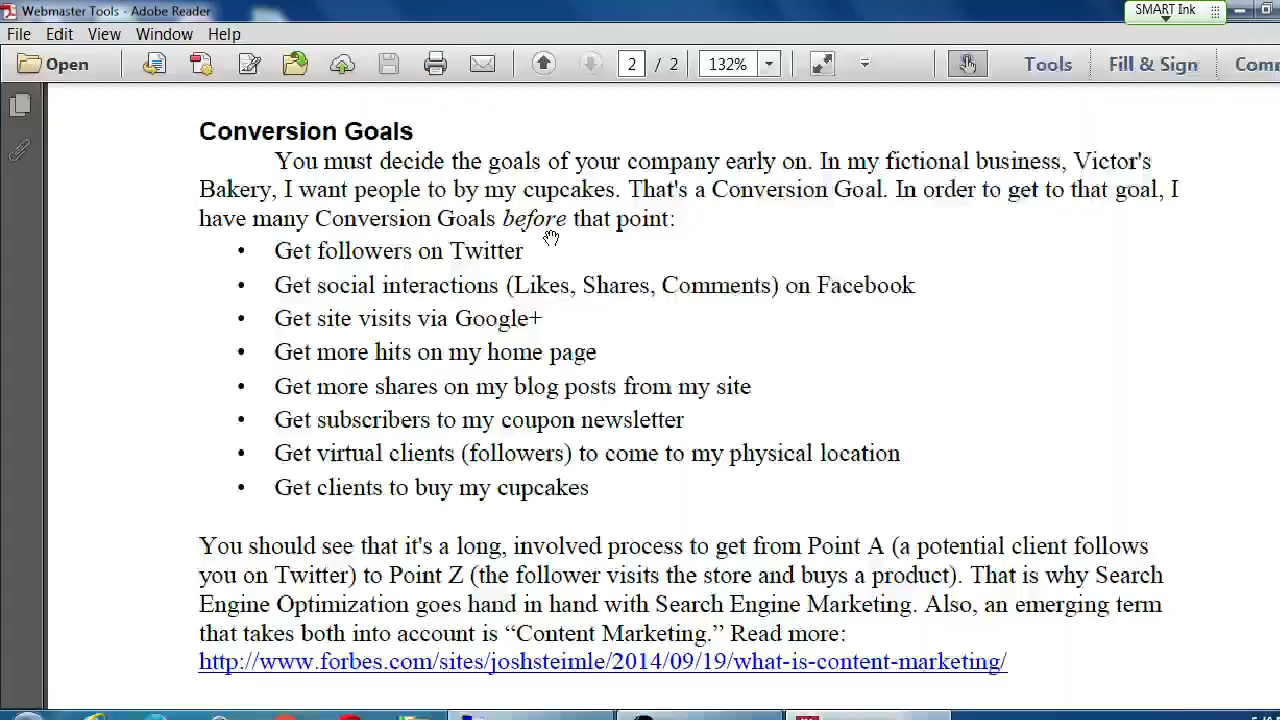 Webmaster Tools - Adobe Reader
SMART Ink
File Edit View Window Help
Open 2 / 2 132% Tools Fill & Sign
Conversion Goals
You must decide the goals of your company early on. In my fictional business, Victor's
Bakery, I want people to by my cupcakes. That's a Conversion Goal. In order to get to that goal, I
have many Conversion Goals before that point:
• Get followers on Twitter
• Get social interactions (Likes, Shares, Comments) on Facebook
• Get site visits via Google+
• Get more hits on my home page
• Get more shares on my blog posts from my site
• Get subscribers to my coupon newsletter
• Get virtual clients (followers) to come to my physical location
• Get clients to buy my cupcakes
You should see that it's a long, involved process to get from Point A (a potential client follows
you on Twitter) to Point Z (the follower visits the store and buys a product). That is why Search
Engine Optimization goes hand in hand with Search Engine Marketing. Also, an emerging term
that takes both into account is “Content Marketing.” Read more:
http://www.forbes.com/sites/joshsteimle/2014/09/19/what-is-content-marketing/